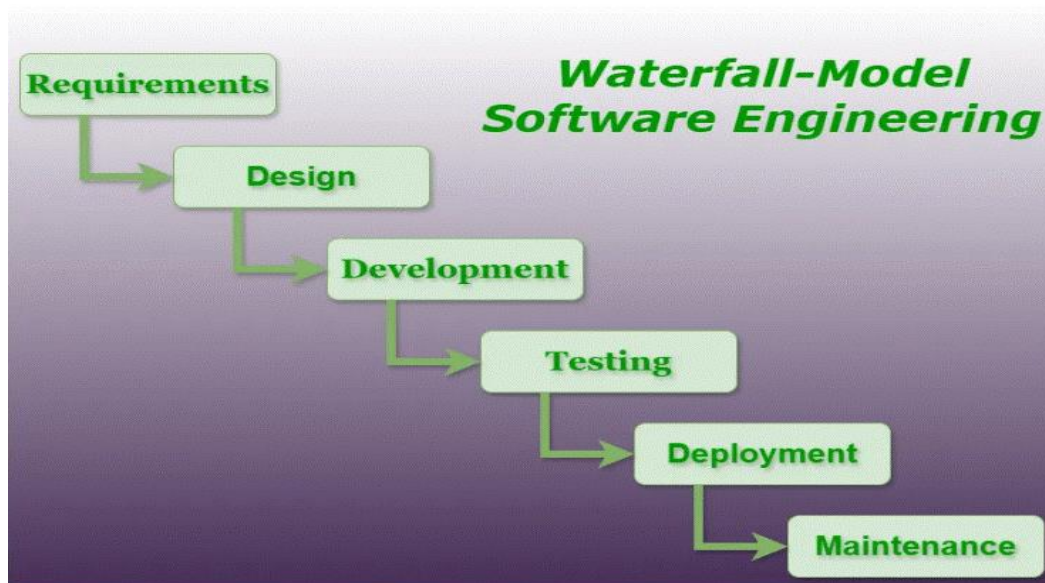 Requirements
Waterfall-Model
Software Engineering
Design
Development
Testing
Deployment
Maintenance